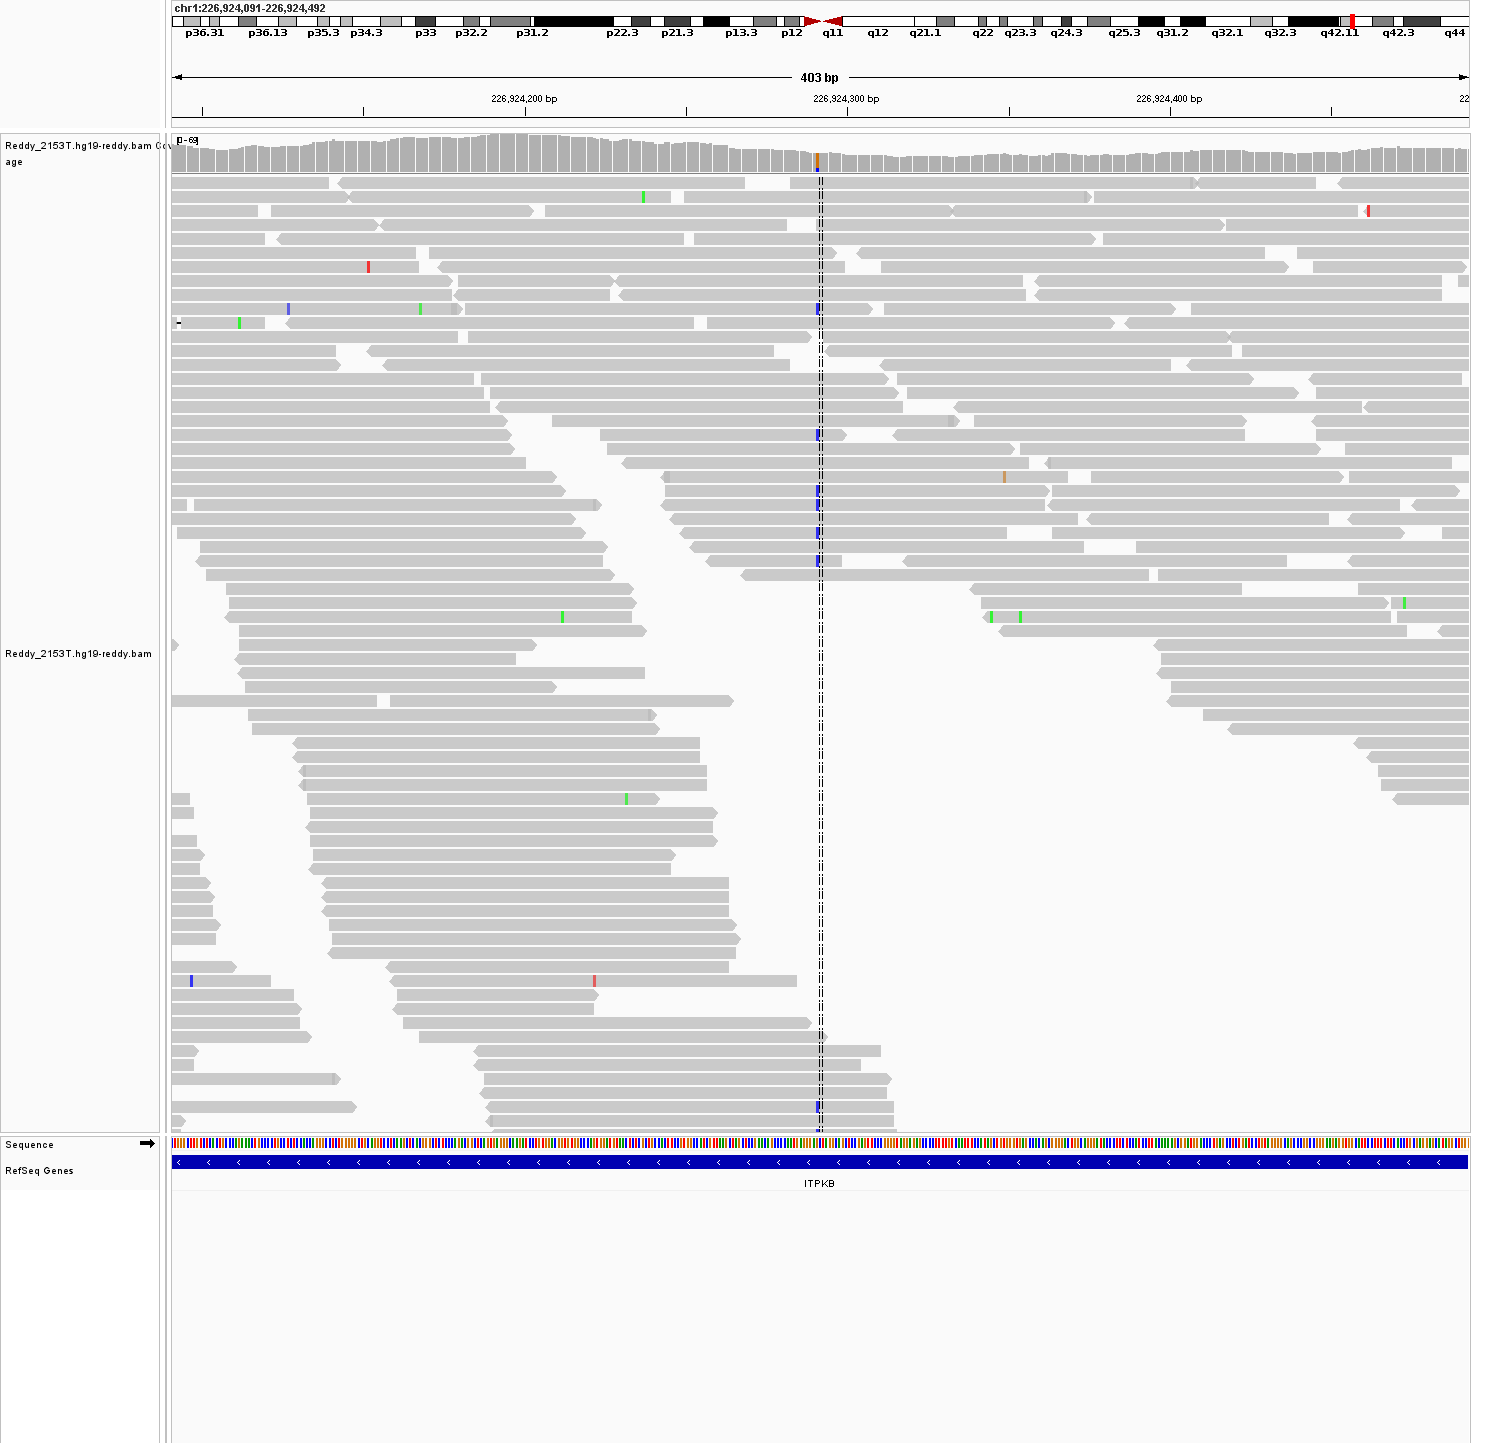 chr1:226,924,091-226,924,492
p36.31 p36.13 p35.3 p34.3 p33 p32.2 p31.2 p22.3 p21.3 p13.3 p12 q11 q12 q21.1 q22 q23.3 q24.3 q25.3 q31.2 q32.1 q32.3 q42.11 q42.3 q44
403 bp
226,924,200 bp 226,924,300 bp 226,924,400 bp 22
[0-69]
Reddy_2153T.hg19-reddy.bam Cov
age
Reddy_2153T.hg19-reddy.bam
Sequence
RefSeq Genes
ITPKB